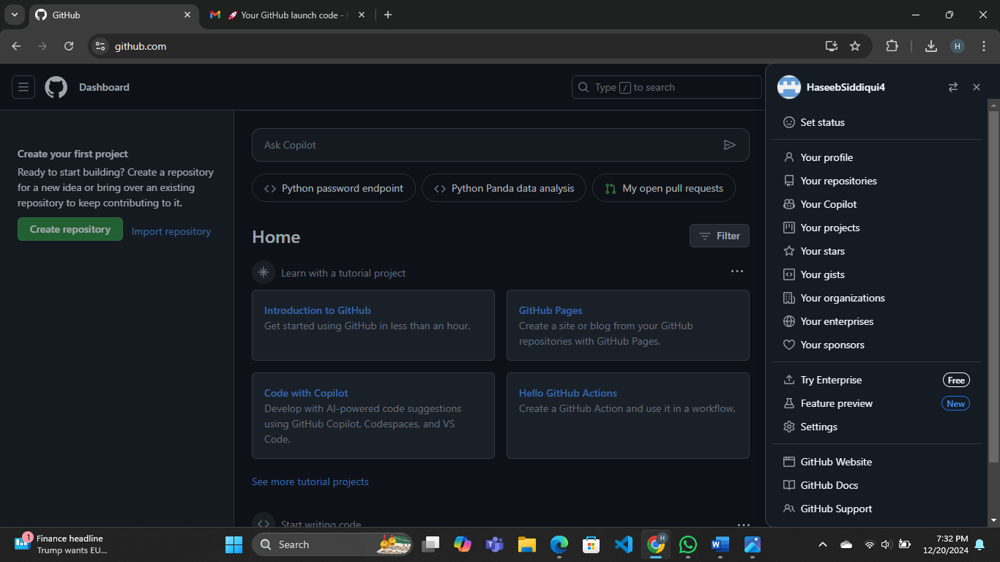 GitHub
🚀 Your GitHub launch code -
github.com
H
Dashboard
Type / to search
HaseebSiddiqui4
Set status
Create your first project
Ready to start building? Create a repository
for a new idea or bring over an existing
repository to keep contributing to it.
Create repository
Import repository
Ask Copilot
Python password endpoint
Python Panda data analysis
My open pull requests
Home
Filter
Learn with a tutorial project
Introduction to GitHub
Get started using GitHub in less than an hour.
GitHub Pages
Create a site or blog from your GitHub
repositories with GitHub Pages.
Code with Copilot
Develop with AI-powered code suggestions
using GitHub Copilot, Codespaces, and VS
Code.
Hello GitHub Actions
Create a GitHub Action and use it in a workflow.
See more tutorial projects
Start writing code
Your profile
Your repositories
Your Copilot
Your projects
Your stars
Your gists
Your organizations
Your enterprises
Your sponsors
Try Enterprise
Free
Feature preview
New
Settings
GitHub Website
GitHub Docs
GitHub Support
1
Finance headline
Trump wants EU...
Search
H
7:32 PM
12/20/2024